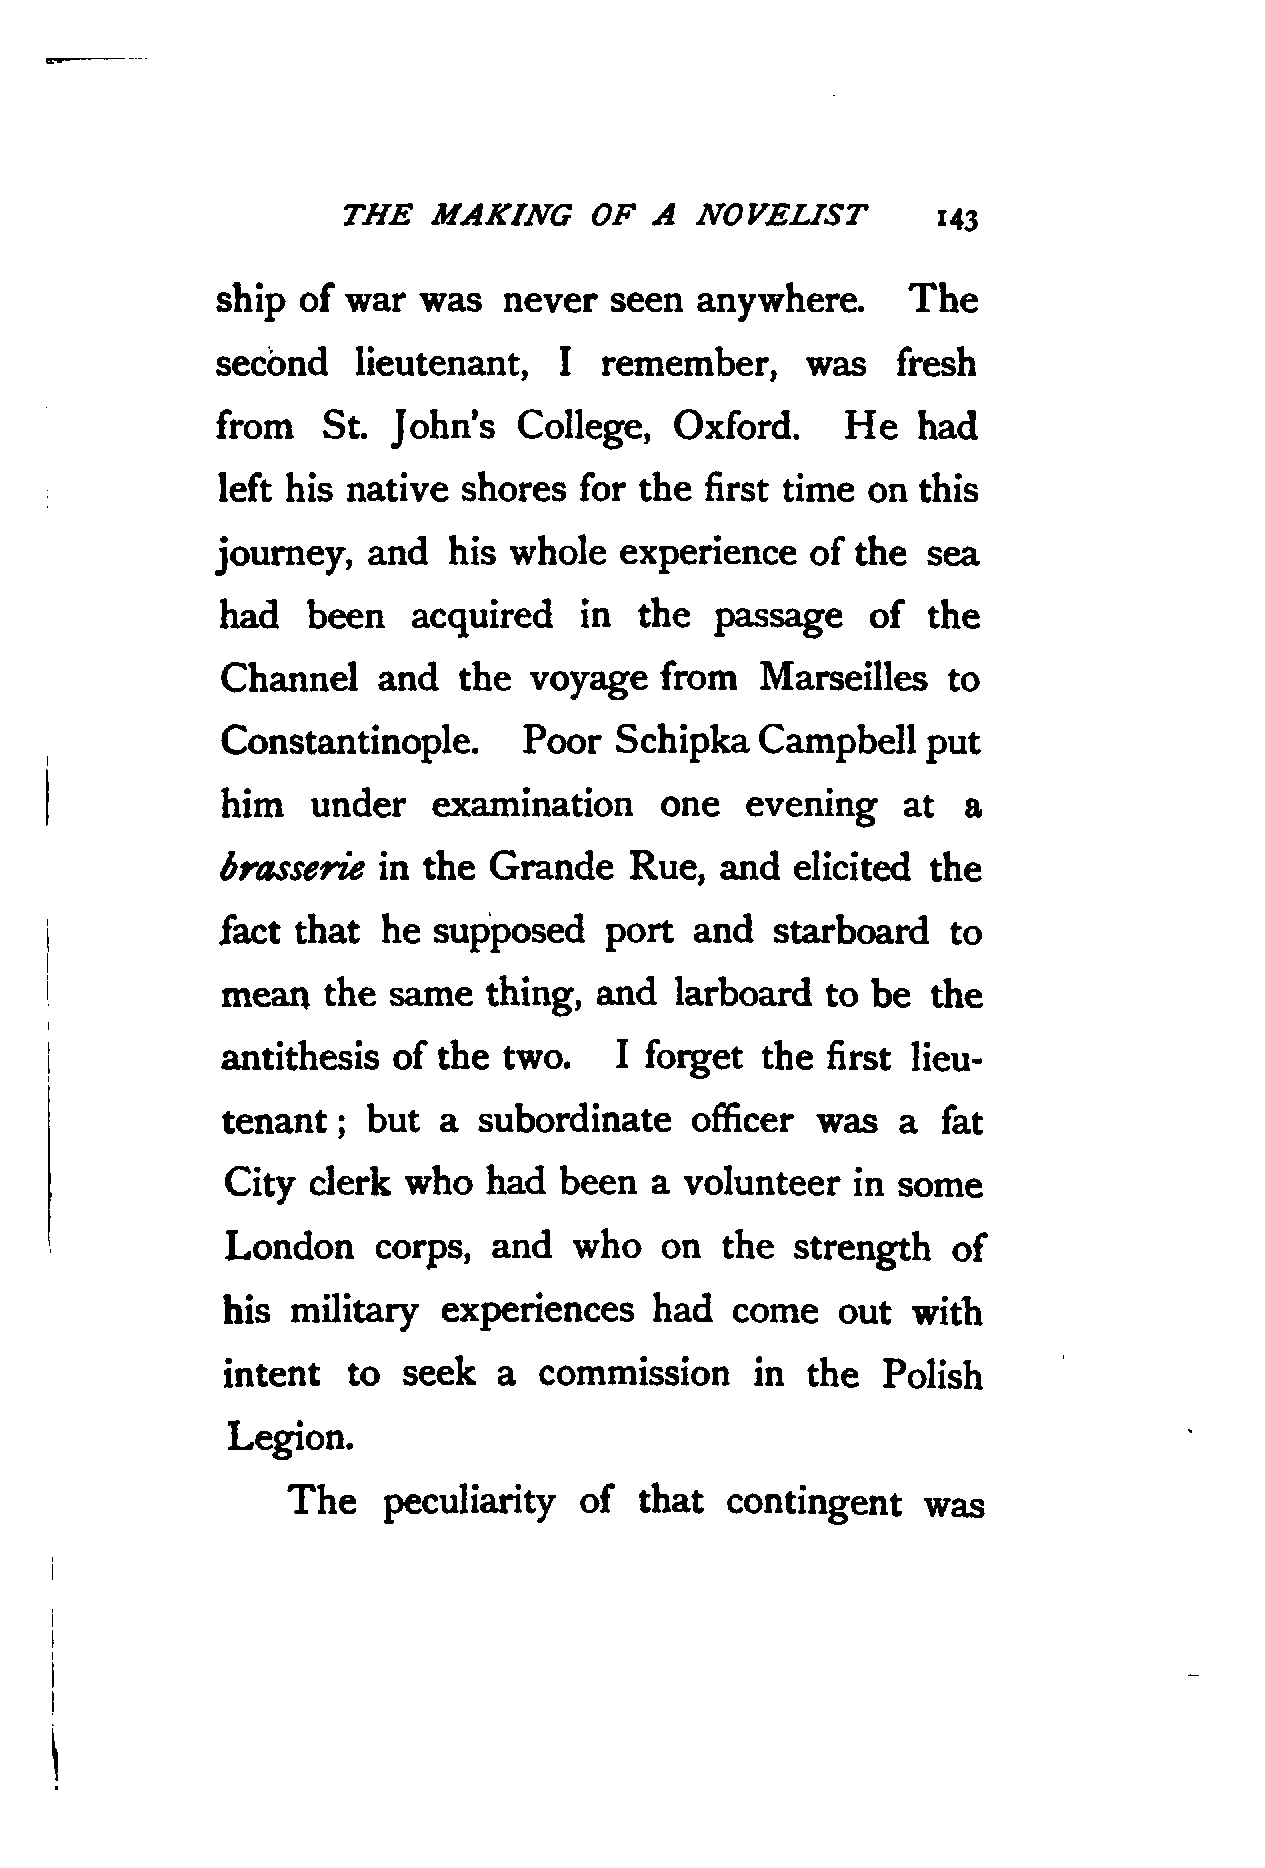 THE MAKING OF A NOVELIST 143
ship of war was never seen anywhere. The
second lieutenant, I remember, was fresh
from St. John's College, Oxford. He had
left his native shores for the first time on this
journey, and his whole experience of the sea
had been acquired in the passage of the
Channel and the voyage from Marseilles to
Constantinople. Poor Schipka Campbell put
him under examination one evening at a
brasserie in the Grande Rue, and elicited the
fact that he supposed port and starboard to
mean the same thing, and larboard to be the
antithesis of the two. I forget the first lieu-
tenant ; but a subordinate officer was a fat
City clerk who had been a volunteer in some
London corps, and who on the strength of
his military experiences had come out with
intent to seek a commission in the Polish
Legion.
The peculiarity of that contingent was